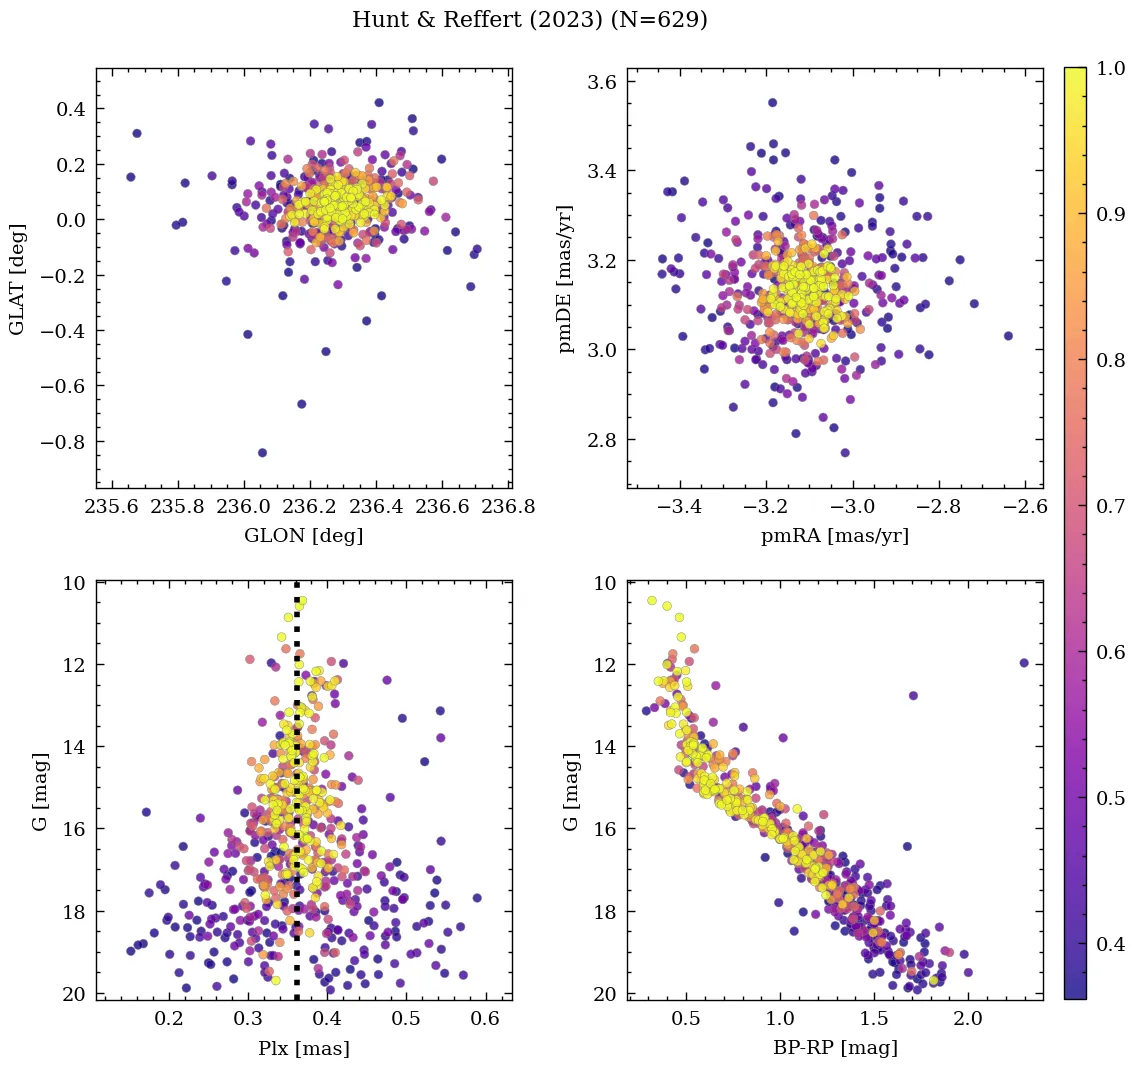 Hunt & Reffert (2023) (N=629)
0.4
0.2
0.0
−0.2
−0.4
−0.6
−0.8
GLAT [deg]
235.6 235.8 236.0 236.2 236.4 236.6 236.8
GLON [deg]
3.6
3.4
3.2
3.0
2.8
pmDE [mas/yr]
−3.4 −3.2 −3.0 −2.8 −2.6
pmRA [mas/yr]
1.0
0.9
0.8
0.7
0.6
0.5
0.4
10
12
14
16
18
20
G [mag]
0.2 0.3 0.4 0.5 0.6
Plx [mas]
10
12
14
16
18
20
G [mag]
0.5 1.0 1.5 2.0
BP-RP [mag]